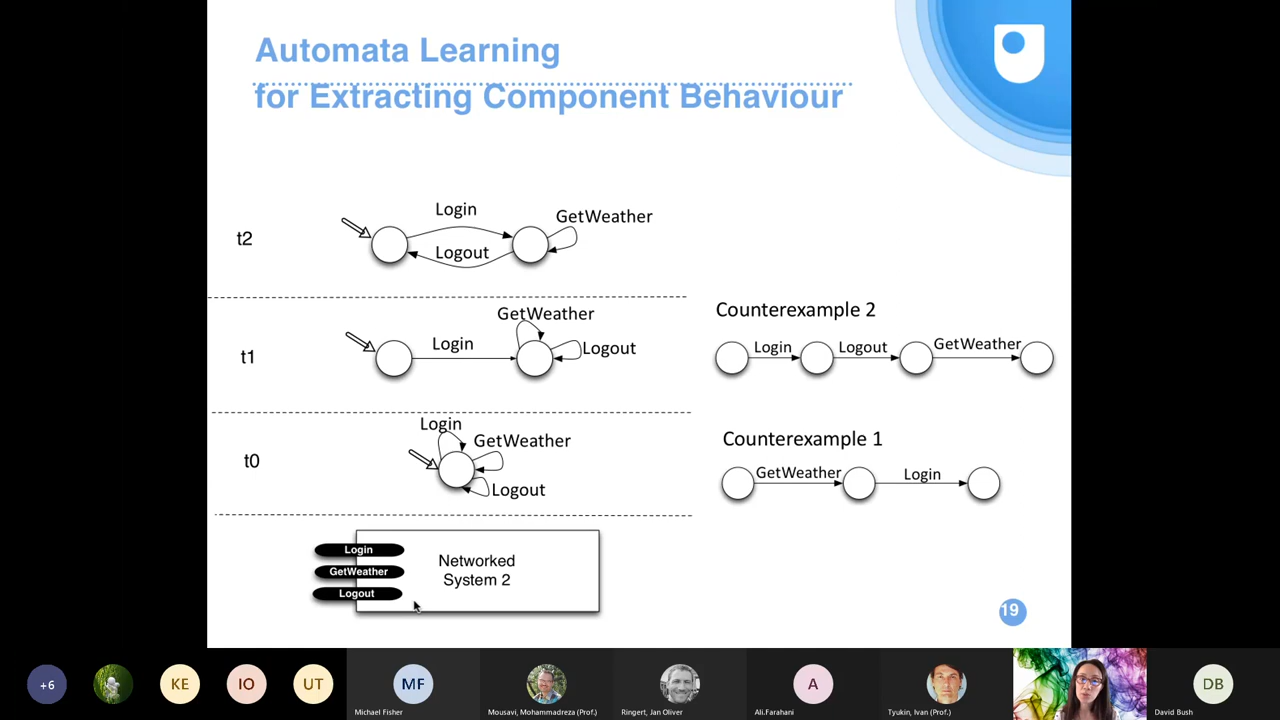 Automata Learning
for Extracting Component Behaviour
t2
Login
GetWeather
Logout
t1
GetWeather
Login
Logout
Counterexample 2
Login
Logout
GetWeather
t0
Login
GetWeather
Logout
Counterexample 1
GetWeather
Login
Login
GetWeather
Logout
Networked
System 2
19
+6
KE
IO
UT
MF
Michael Fisher
Mousavi, Mohammadreza (Prof.)
Ringert, Jan Oliver
A
Ali.Farahani
Tyukin, Ivan (Prof.)
DB
David Bush